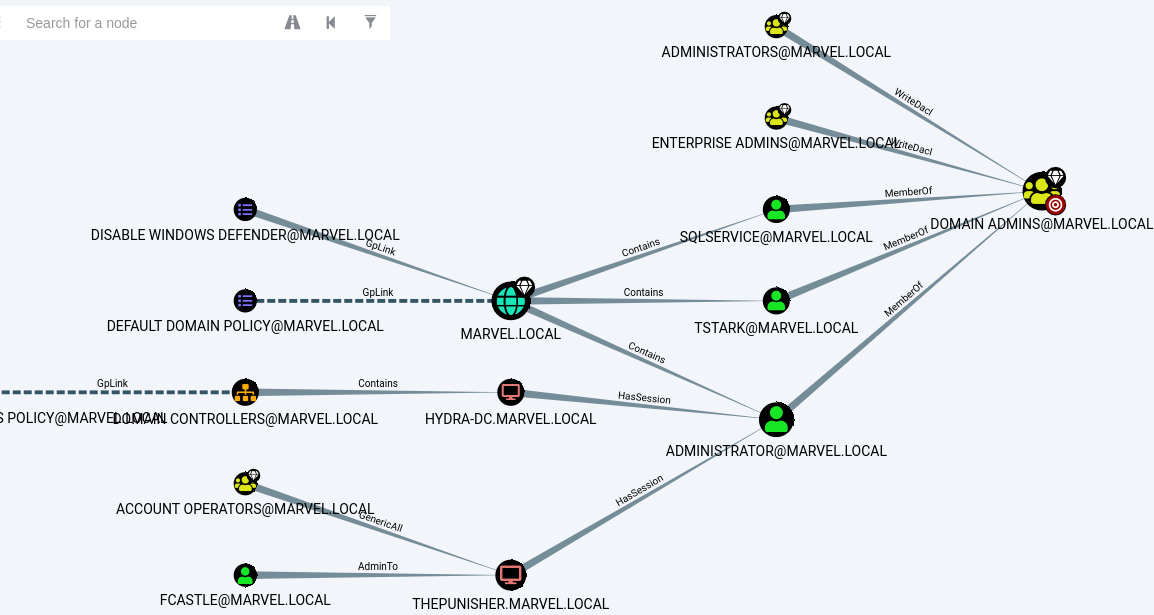 Search for a node
ADMINISTRATORS@MARVEL.LOCAL
WriteDacl
ENTERPRISE ADMINS@MARVEL.LOCAL
WriteDacl
MemberOf
DISABLE WINDOWS DEFENDER@MARVEL.LOCAL
GpLink
Contains
SQLSERVICE@MARVEL.LOCAL
MemberOf
DOMAIN ADMINS@MARVEL.LOCAL
GpLink
Contains
DEFAULT DOMAIN POLICY@MARVEL.LOCAL
MARVEL.LOCAL
TSTARK@MARVEL.LOCAL
MemberOf
Contains
GpLink
Contains
HasSession
S POLICY@MARVEL.LOCAL
DOMAIN CONTROLLERS@MARVEL.LOCAL
HYDRA-DC.MARVEL.LOCAL
ADMINISTRATOR@MARVEL.LOCAL
HasSession
ACCOUNT OPERATORS@MARVEL.LOCAL
GenericAll
AdminTo
FCASTLE@MARVEL.LOCAL
THEPUNISHER.MARVEL.LOCAL